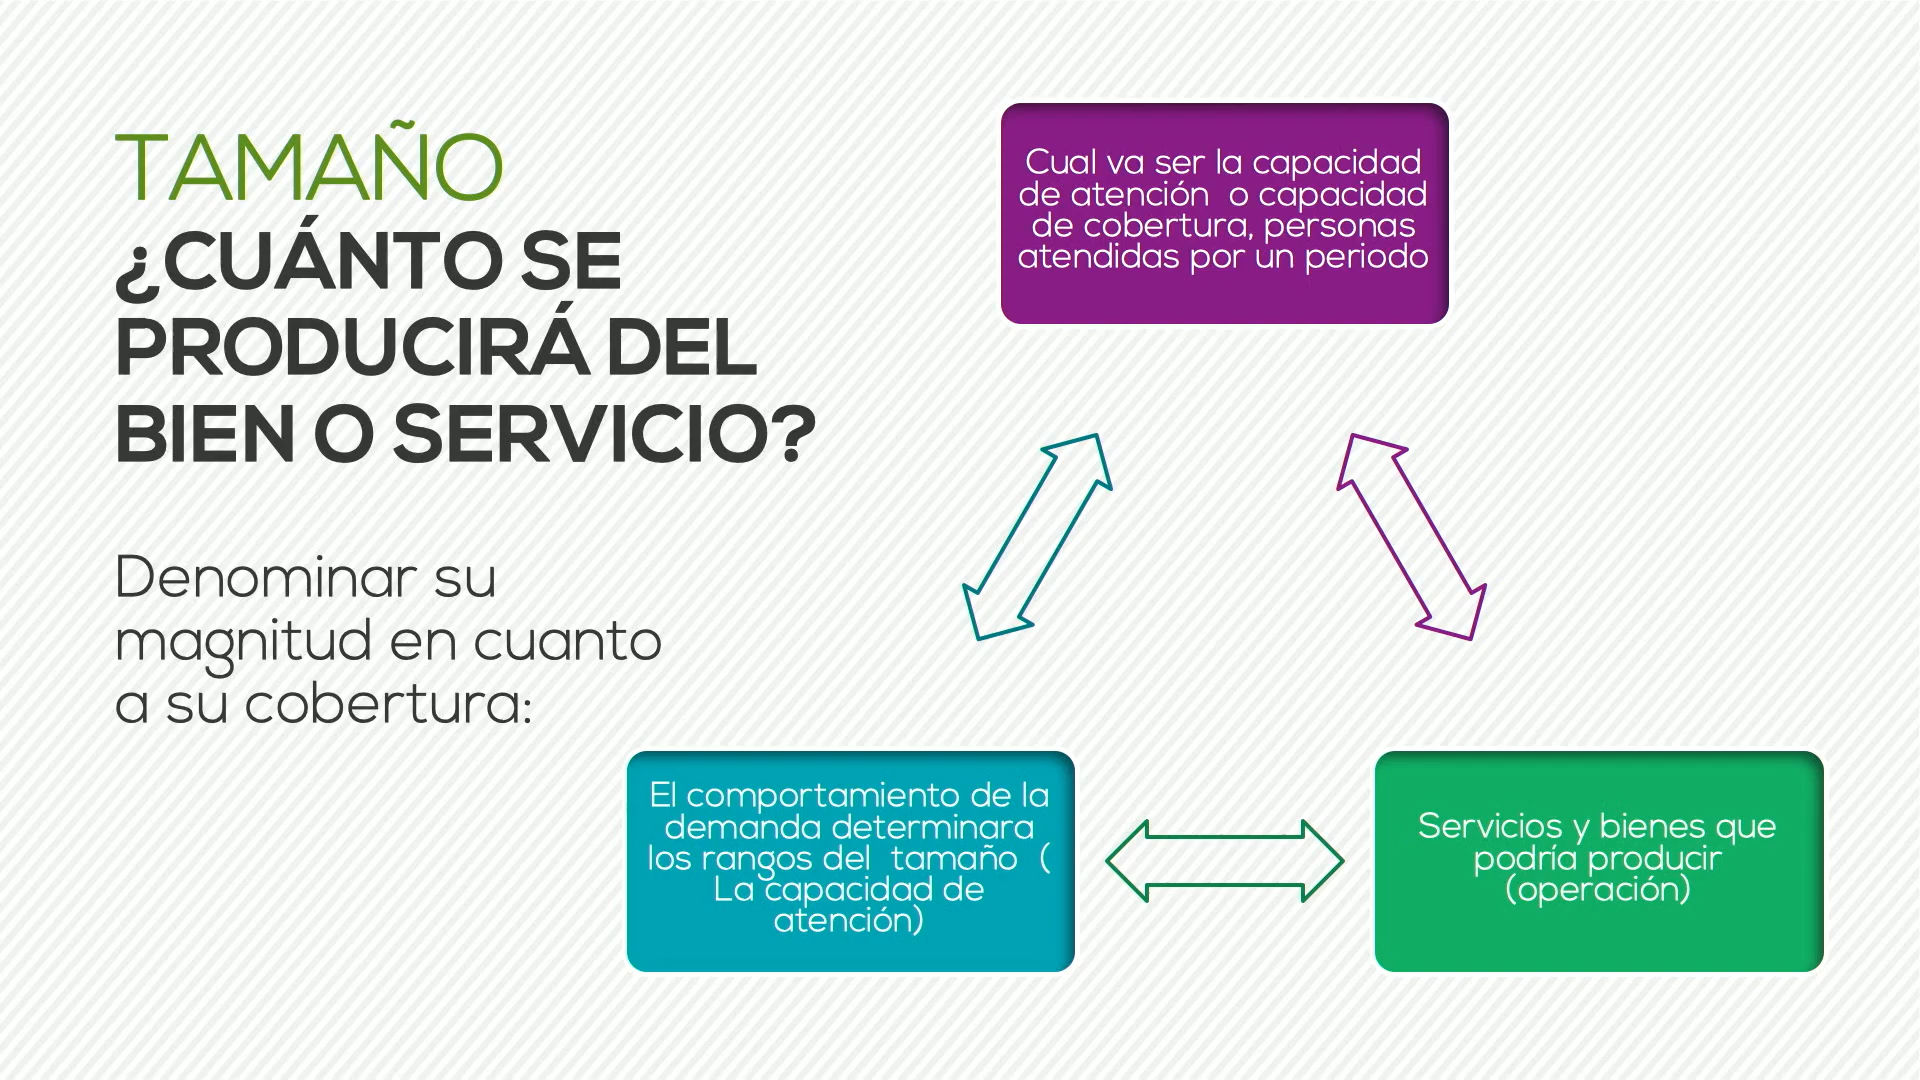 TAMAÑO
¿CUÁNTO SE
PRODUCIRÁ DEL
BIEN O SERVICIO?
Denominar su
magnitud en cuanto
a su cobertura:
Cual va ser la capacidad
de atención  o capacidad
de cobertura, personas
atendidas por un periodo
El comportamiento de la
demanda determinara
los rangos del  tamaño  (
La capacidad de
atención)
Servicios y bienes que
podría producir
(operación)